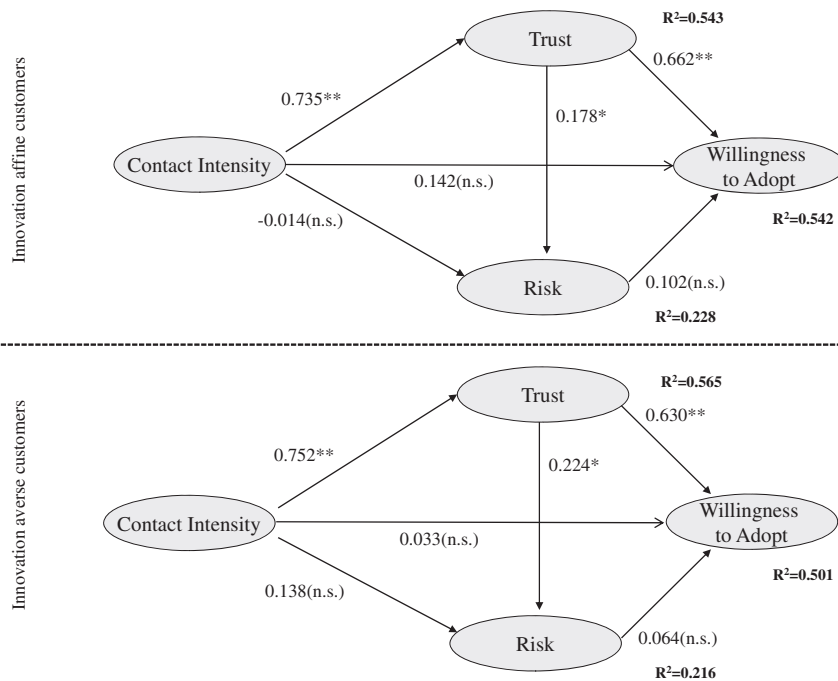 Innovation affine customers
R²=0.543
Trust
0.735**
0.662**
0.178*
Contact Intensity
Willingness
to Adopt
0.142(n.s.)
-0.014(n.s.)
R²=0.542
Risk
0.102(n.s.)
R²=0.228
Innovation averse customers
R²=0.565
Trust
0.752**
0.630**
0.224*
Contact Intensity
Willingness
to Adopt
0.033(n.s.)
R²=0.501
0.138(n.s.)
Risk
0.064(n.s.)
R²=0.216